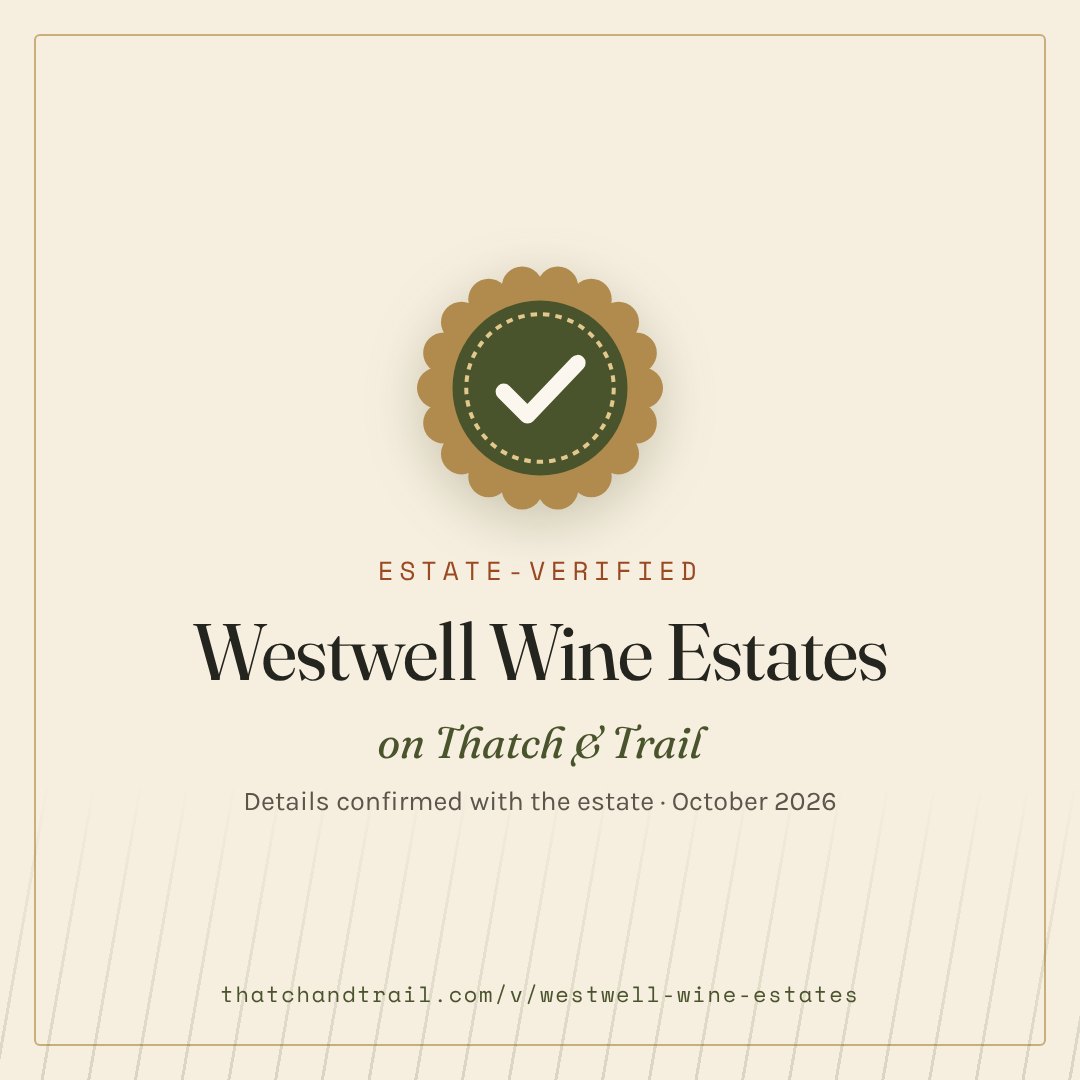 ESTATE-VERIFIED
Westwell Wine Estates
on Thatch & Trail
Details confirmed with the estate · October 2026
thatchandtrail.com/v/westwell-wine-estates